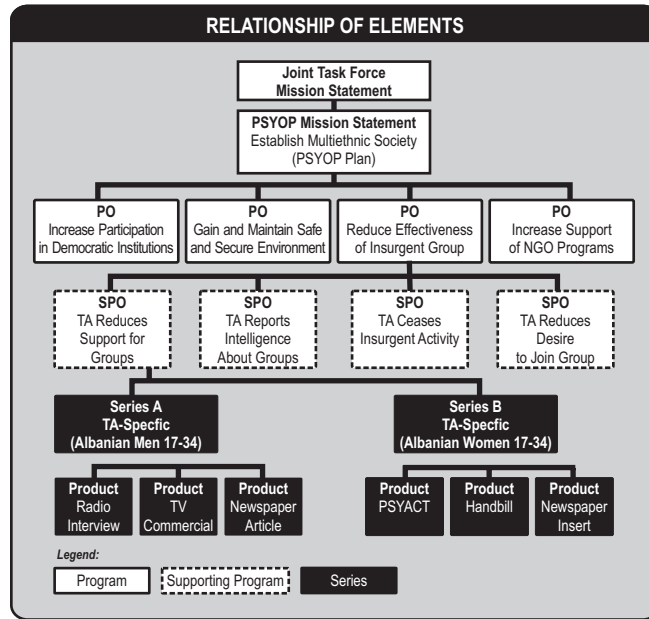 RELATIONSHIP OF ELEMENTS
Joint Task Force
Mission Statement
PSYOP Mission Statement
Establish Multiethnic Society
(PSYOP Plan)
PO
Increase Participation
in Democratic Institutions
PO
Gain and Maintain Safe
and Secure Environment
PO
Reduce Effectiveness
of Insurgent Group
PO
Increase Support
of NGO Programs
SPO
TA Reduces
Support for
Groups
SPO
TA Reports
Intelligence
About Groups
SPO
TA Ceases
Insurgent Activity
SPO
TA Reduces
Desire
to Join Group
Series A
TA-Specfic
(Albanian Men 17-34)
Series B
TA-Specfic
(Albanian Women 17-34)
Product
Radio
Interview
Product
TV
Commercial
Product
Newspaper
Article
Product
PSYACT
Product
Handbill
Product
Newspaper
Insert
Legend:
Program
Supporting Program
Series